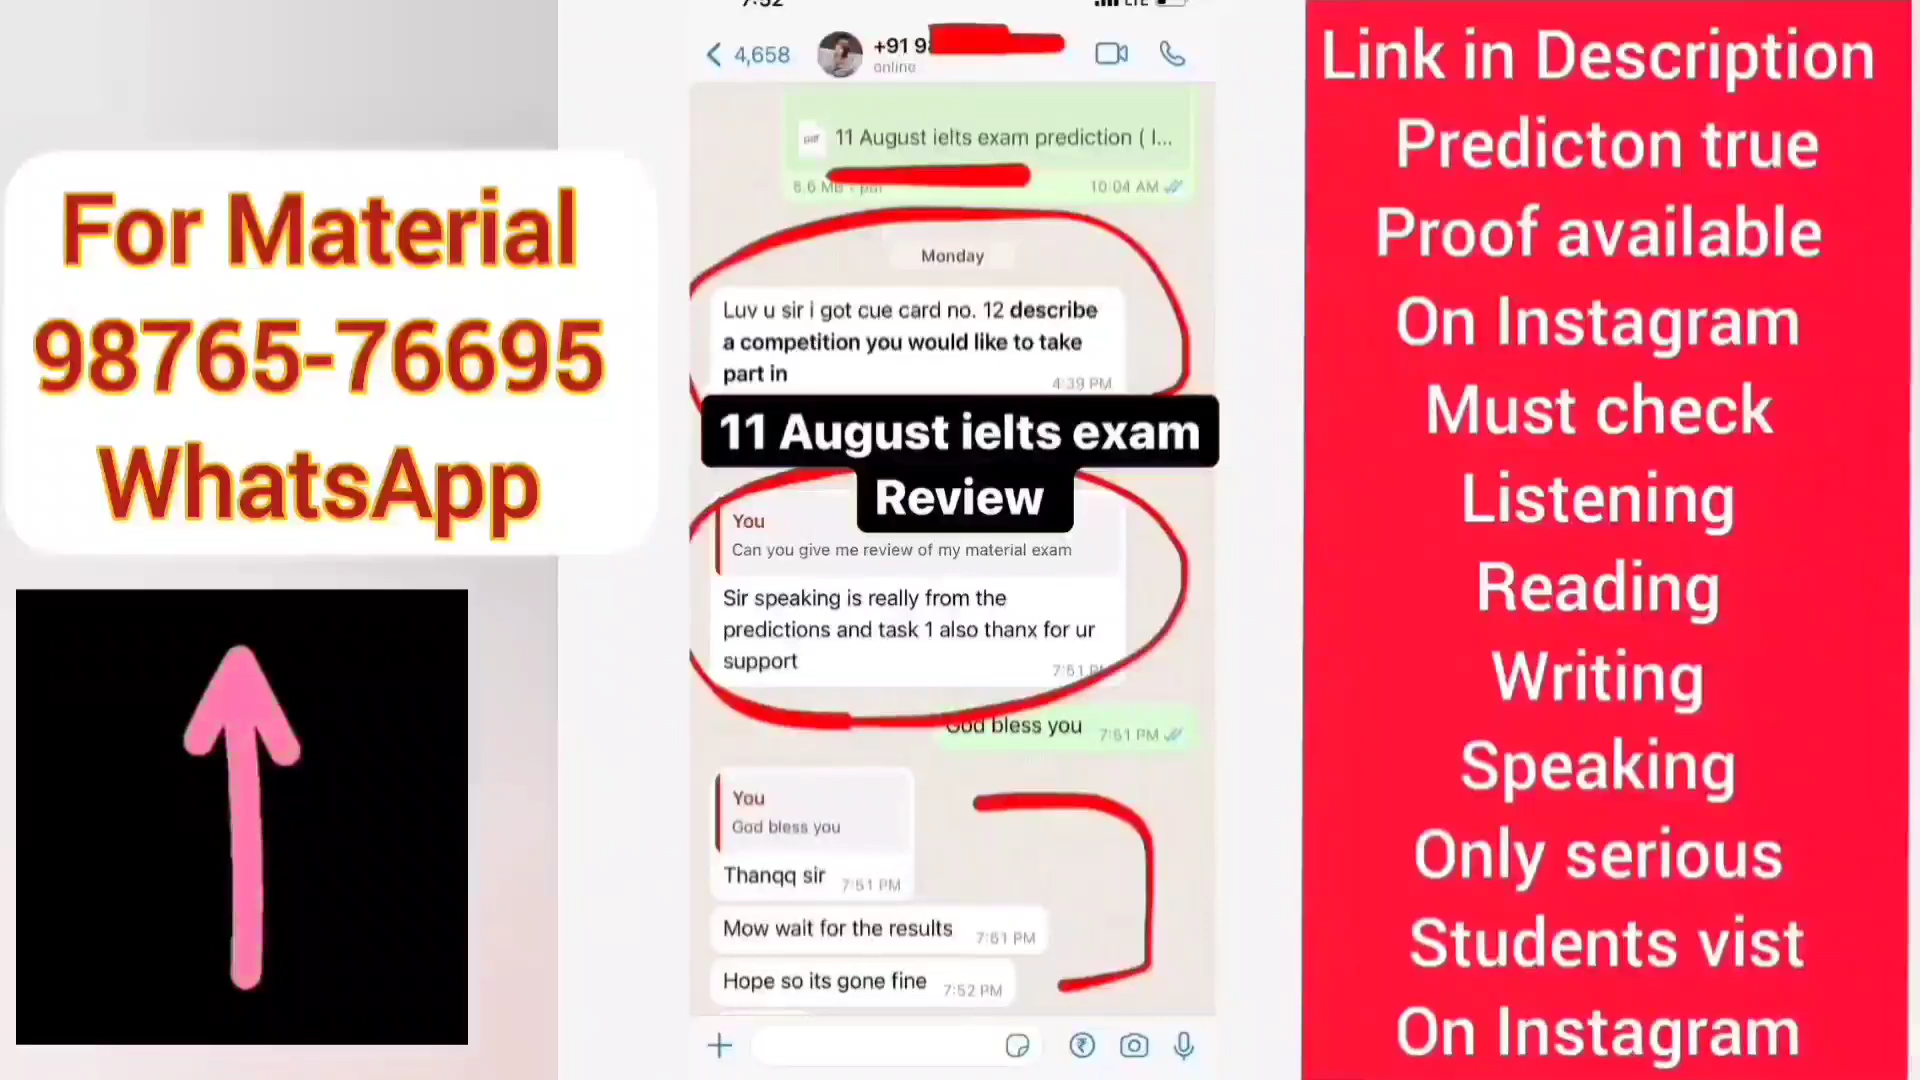 For Material
98765-76695
WhatsApp
4,658
+91 9
online
11 August ielts exam prediction ( I...
10:04 AM
Monday
Luv u sir i got cue card no. 12 describe
a competition you would like to take
part in
4:39 PM
11 August ielts exam
Review
You
Can you give me review of my material exam
Sir speaking is really from the
predictions and task 1 also thanx for ur
support
7:51
God bless you
7:51 PM
You
God bless you
Thanqq sir
7:51 PM
Mow wait for the results
7:51 PM
Hope so its gone fine
7:52 PM
Link in Description
Predicton true
Proof available
On Instagram
Must check
Listening
Reading
Writing
Speaking
Only serious
Students vist
On Instagram